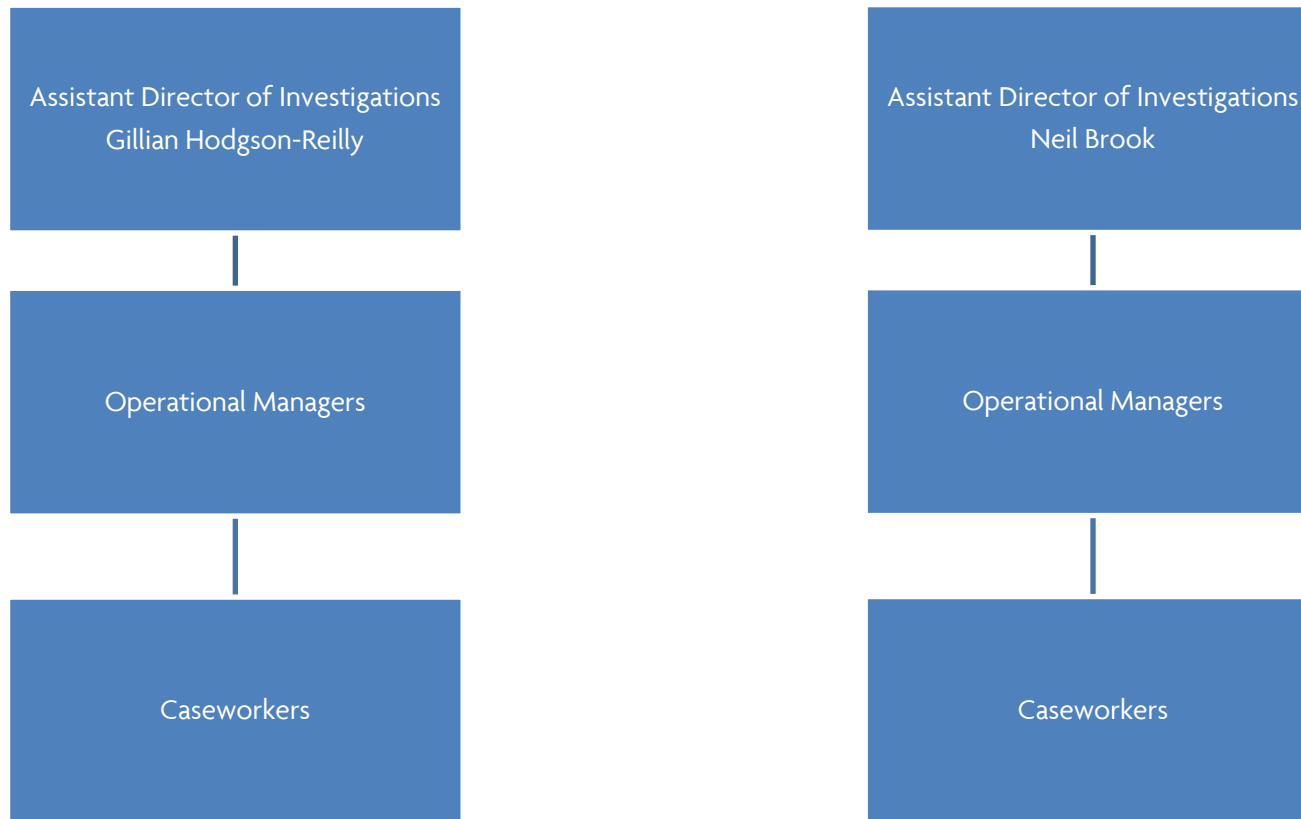 Assistant Director of Investigations
Gillian Hodgson-Reilly
Operational Managers
Caseworkers
Assistant Director of Investigations
Neil Brook
Operational Managers
Caseworkers